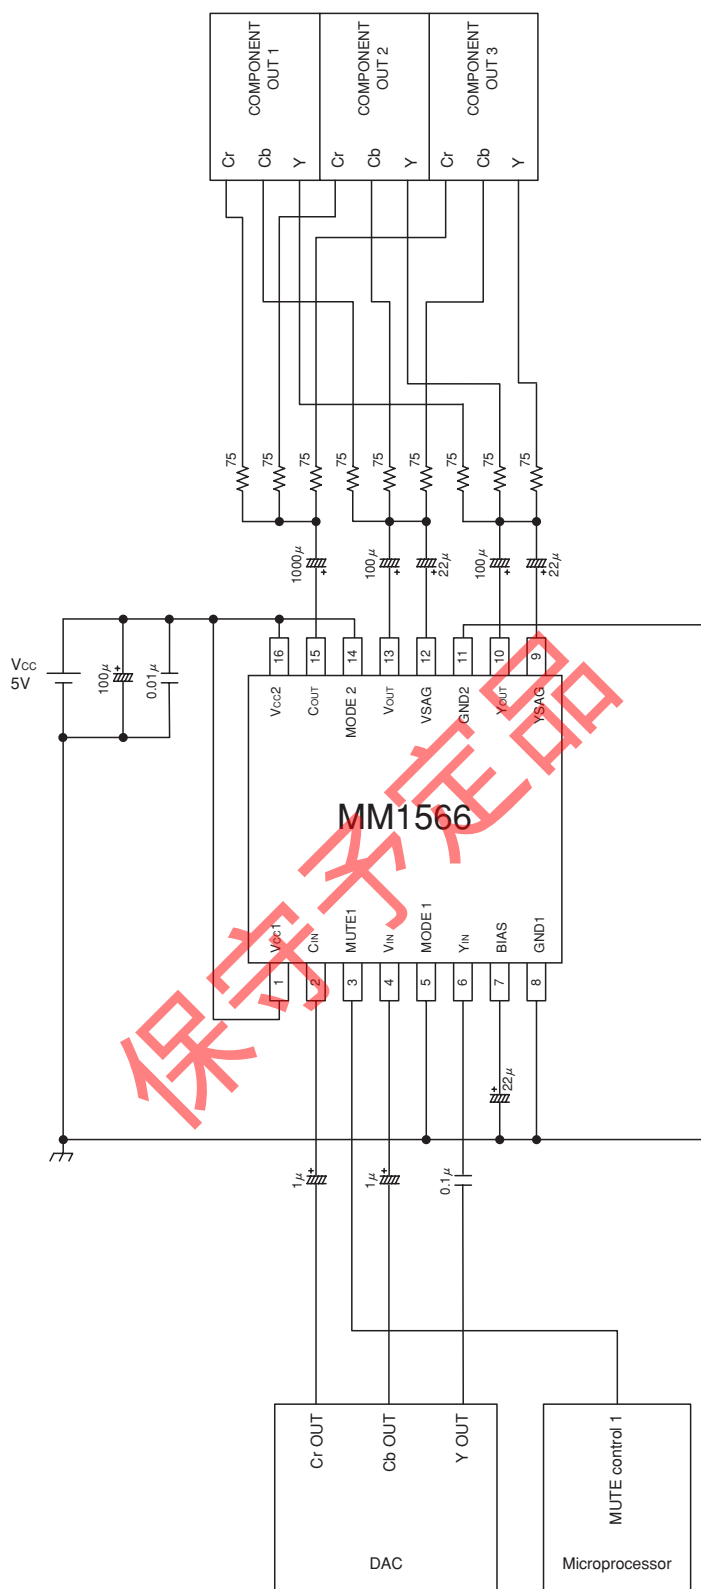 COMPONENT
OUT 1
COMPONENT
OUT 2
COMPONENT
OUT 3
Cr
Cb
Y
Cr
Cb
Y
Cr
Cb
Y
75
75
75
75
75
75
75
75
75
1000μ
100μ
22μ
100μ
22μ
+
+
+
+
+
VCC
5V
100μ
+
0.01μ
16
15
14
13
12
11
10
9
VCC2
COUT
MODE 2
VOUT
VSAG
GND2
YOUT
YSAG
MM1566
保守予定品
VCC1
CIN
MUTE1
VIN
MODE 1
YIN
BIAS
GND1
1
2
3
4
5
6
7
8
22μ
+
1μ
+
1μ
+
0.1μ
Cr OUT
Cb OUT
Y OUT
DAC
MUTE control 1
Microprocessor